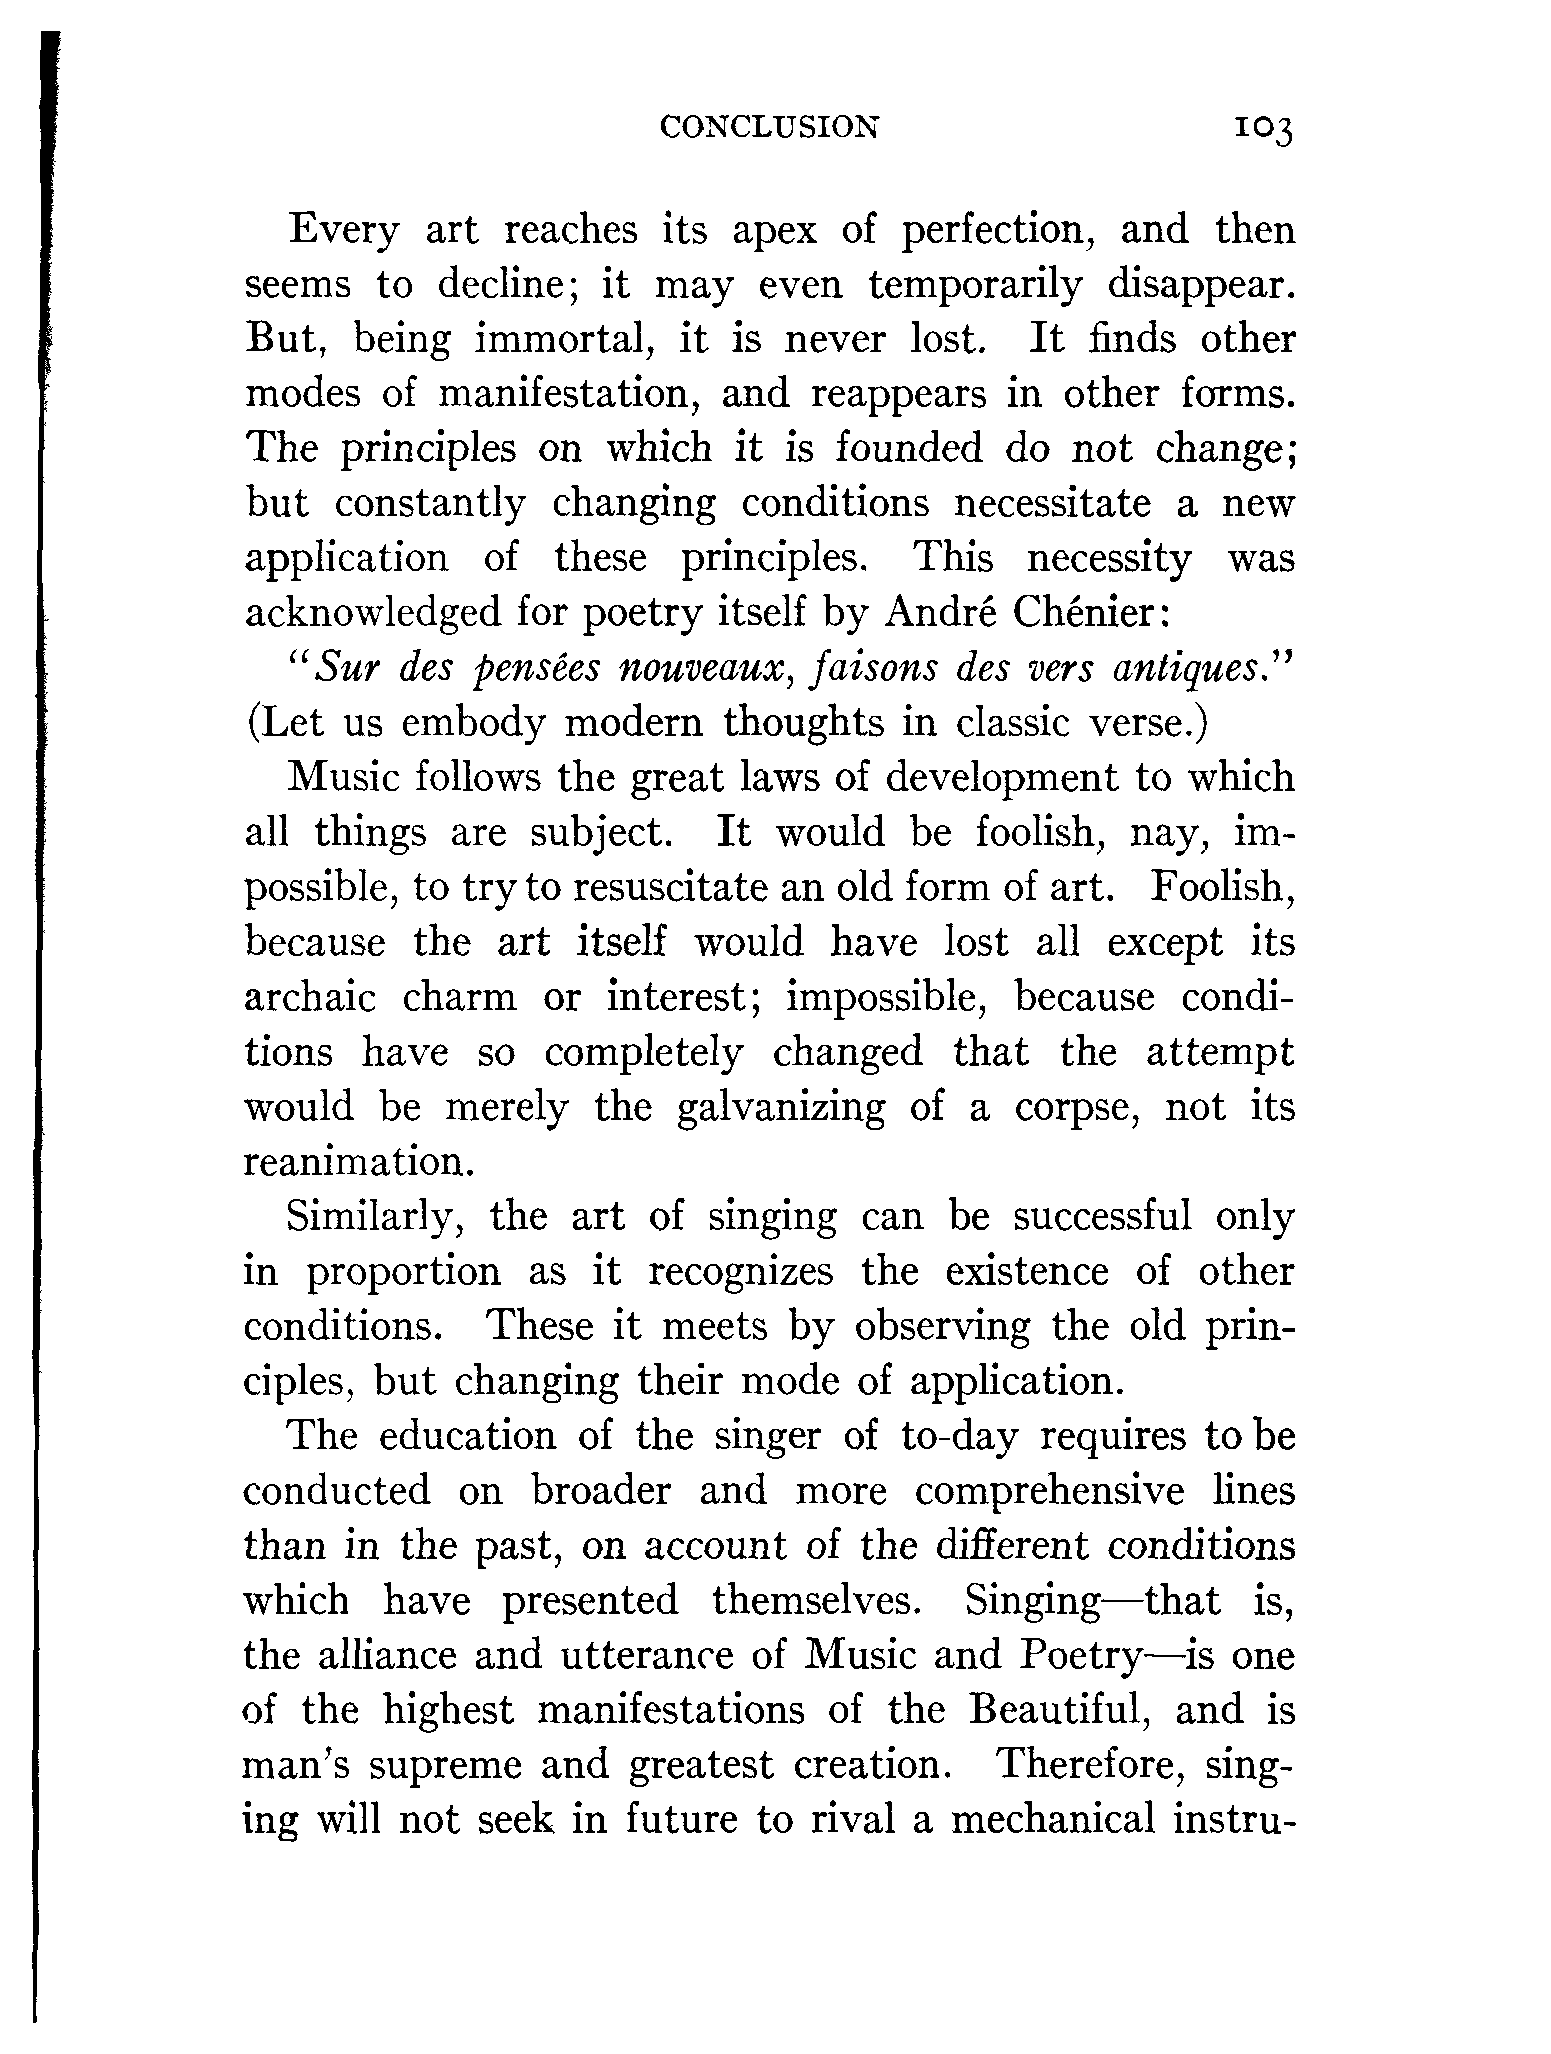 CONCLUSION 103
Every art reaches its apex of perfection, and then
seems to decline; it may even temporarily disappear.
But, being immortal, it is never lost. It finds other
modes of manifestation, and reappears in other forms.
The principles on which it is founded do not change;
but constantly changing conditions necessitate a new
application of these principles. This necessity was
acknowledged for poetry itself by André Chénier:
"Sur des pensées nouveaux, faisons des vers antiques."
(Let us embody modern thoughts in classic verse.)
Music follows the great laws of development to which
all things are subject. It would be foolish, nay, im-
possible, to try to resuscitate an old form of art. Foolish,
because the art itself would have lost all except its
archaic charm or interest; impossible, because condi-
tions have so completely changed that the attempt
would be merely the galvanizing of a corpse, not its
reanimation.
Similarly, the art of singing can be successful only
in proportion as it recognizes the existence of other
conditions. These it meets by observing the old prin-
ciples, but changing their mode of application.
The education of the singer of to-day requires to be
conducted on broader and more comprehensive lines
than in the past, on account of the different conditions
which have presented themselves. Singing—that is,
the alliance and utterance of Music and Poetry—is one
of the highest manifestations of the Beautiful, and is
man's supreme and greatest creation. Therefore, sing-
ing will not seek in future to rival a mechanical instru-